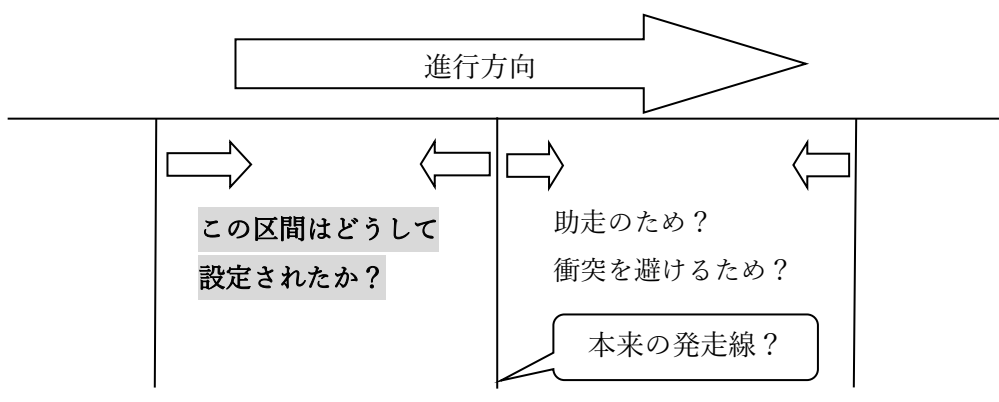 進行方向
この区間はどうして
設定されたか？
助走のため？
衝突を避けるため？
本来の発走線？